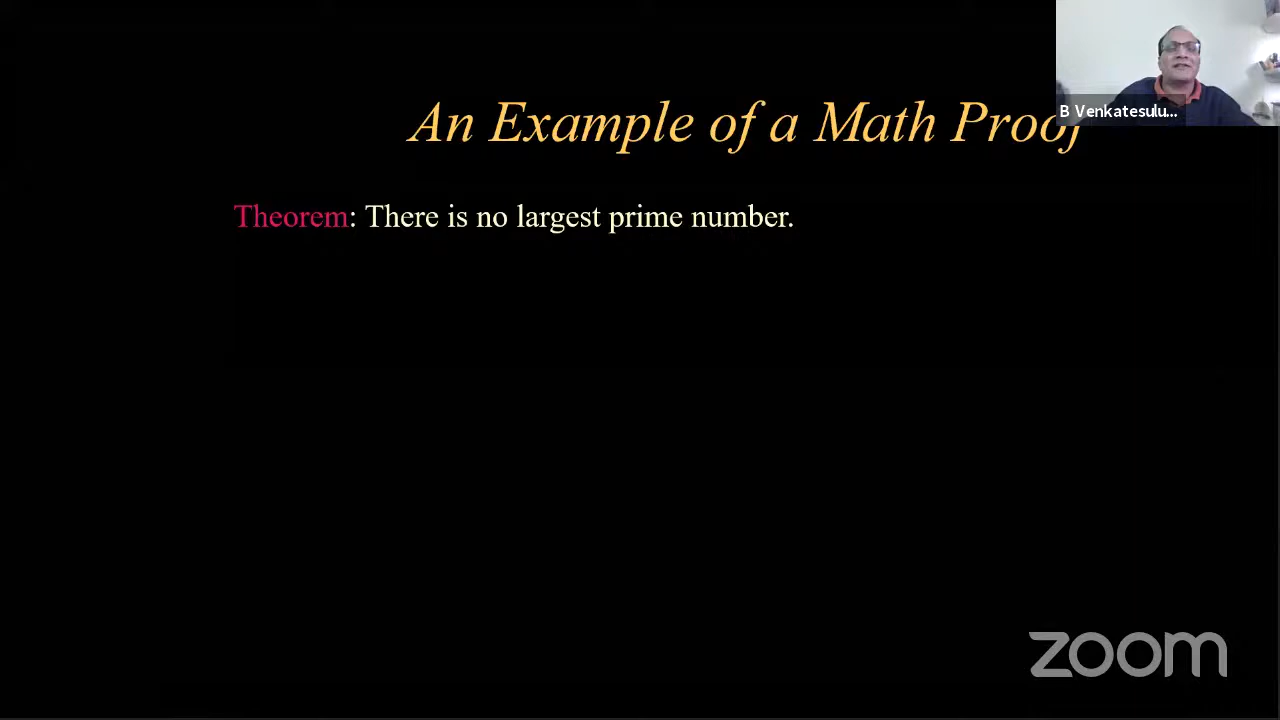 B Venkatesulu...
An Example of a Math Proof
Theorem: There is no largest prime number.
zoom